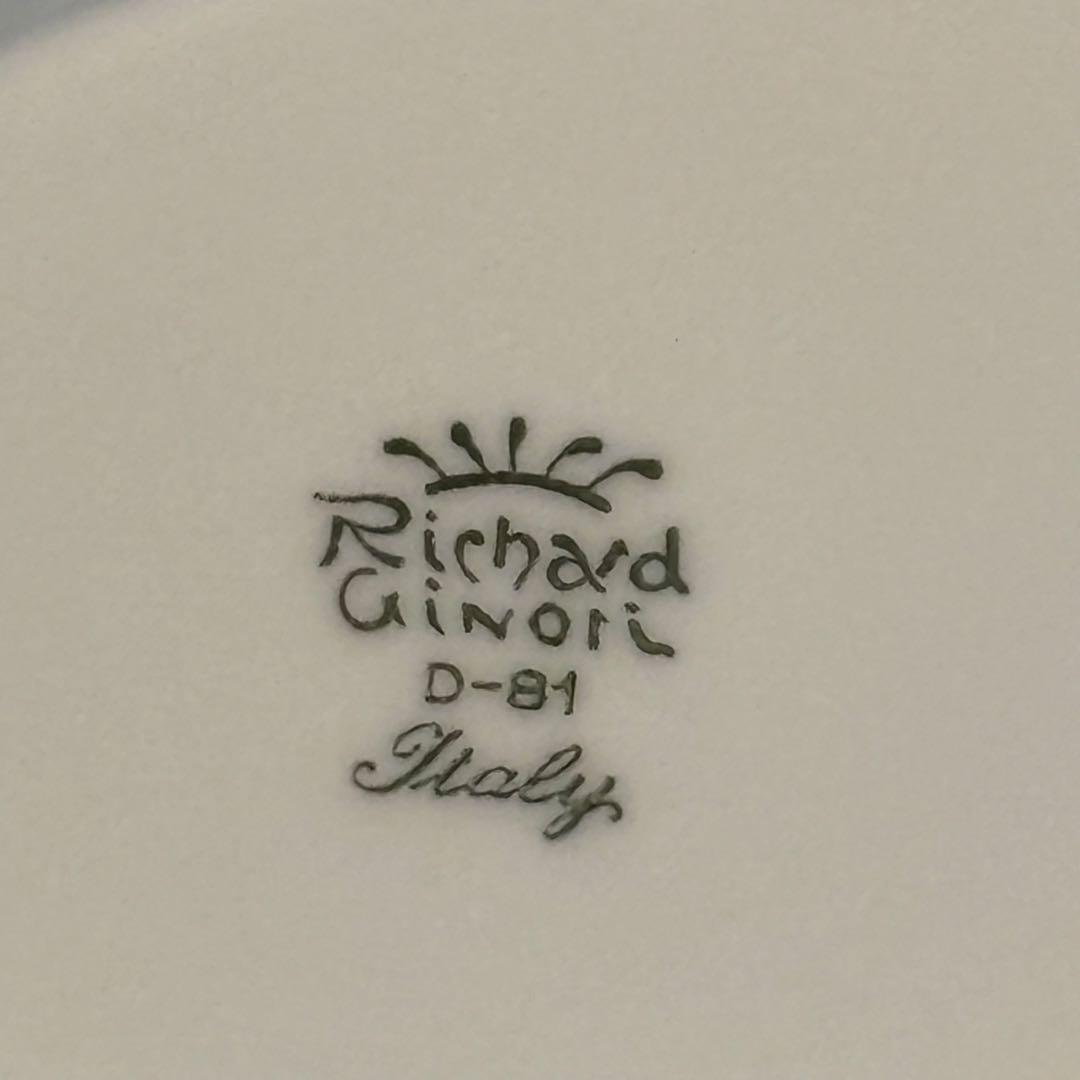 Richard
GiNori
D-81
Italy